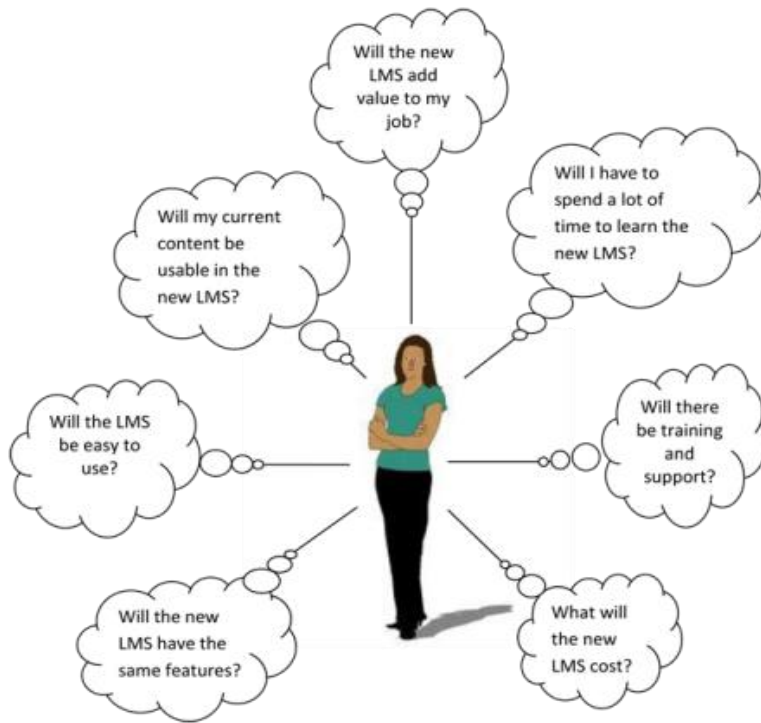 Will the new
LMS add
value to my
job?
Will my current
content be
usable in the
new LMS?
Will I have to
spend a lot of
time to learn the
new LMS?
Will the LMS
be easy to
use?
Will there
be training
and
support?
Will the new
LMS have the
same features?
What will
the new
LMS cost?